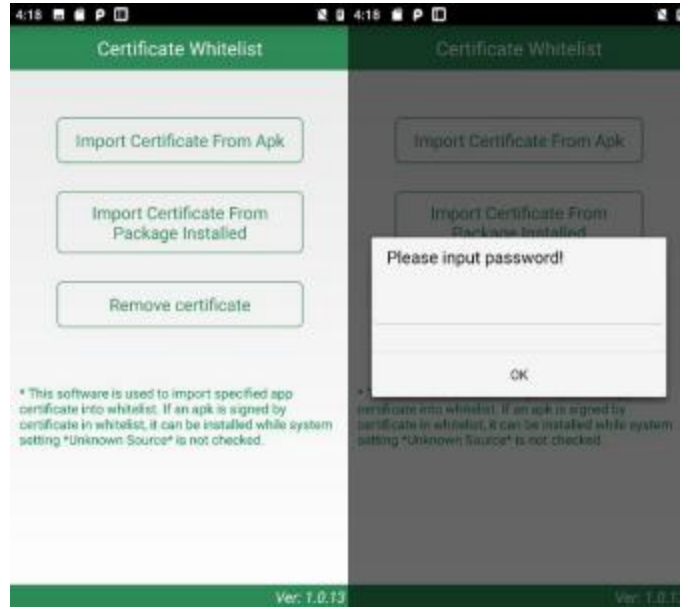 4:18
Certificate Whitelist
Import Certificate From Apk
Import Certificate From
Package Installed
Remove certificate
* This software is used to import specified app
certificate into whitelist. If an apk is signed by
certificate in whitelist, it can be installed while system
setting "Unknown Source" is not checked.
Ver: 1.0.13
4:18
Certificate Whitelist
Import Certificate From Apk
Import Certificate From
Package Installed
Please input password!
OK
certificate into whitelist. If an apk is signed by
certificate in whitelist, it can be installed while system
setting "Unknown Source" is not checked.
Ver: 1.0.1